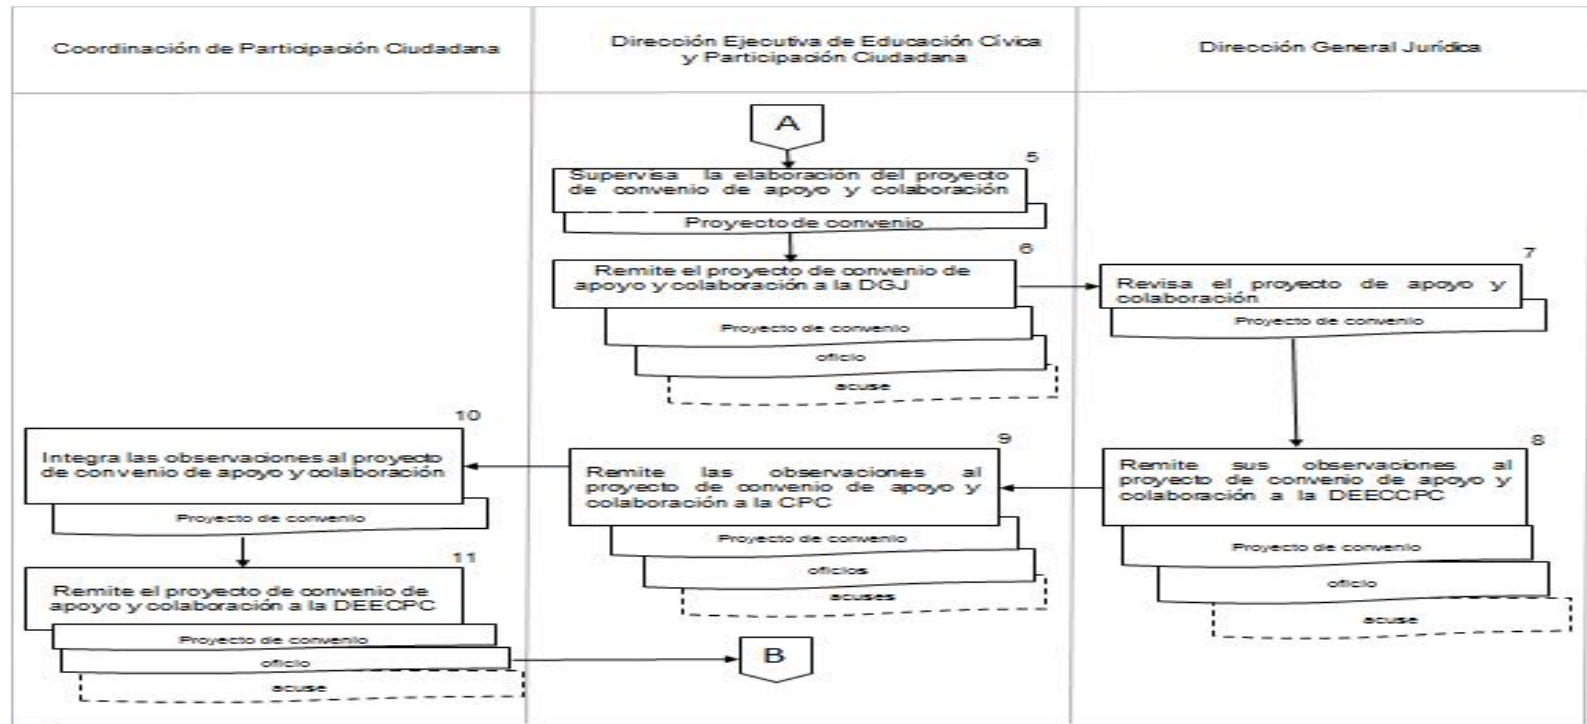 Coordinación de Participación Ciudadana
Dirección Ejecutiva de Educación Cívica
y Participación Ciudadana
Dirección General Jurídica
A
5
Supervisa la elaboración del proyecto
de convenio de apoyo y colaboración
Proyecto de convenio
6
Remite el proyecto de convenio de
apoyo y colaboración a la DGJ
Proyecto de convenio
oficio
acuse
7
Revisa el proyecto de apoyo y
colaboración
Proyecto de convenio
8
Remite sus observaciones al
proyecto de convenio de apoyo y
colaboración a la DEECCPC
Proyecto de convenio
oficio
acuse
9
Remite las observaciones al
proyecto de convenio de apoyo y
colaboración a la CPC
Proyecto de convenio
oficios
acuses
10
Integra las observaciones al proyecto
de convenio de apoyo y colaboración
Proyecto de convenio
11
Remite el proyecto de convenio de
apoyo y colaboración a la DEECPC
Proyecto de convenio
oficio
acuse
B